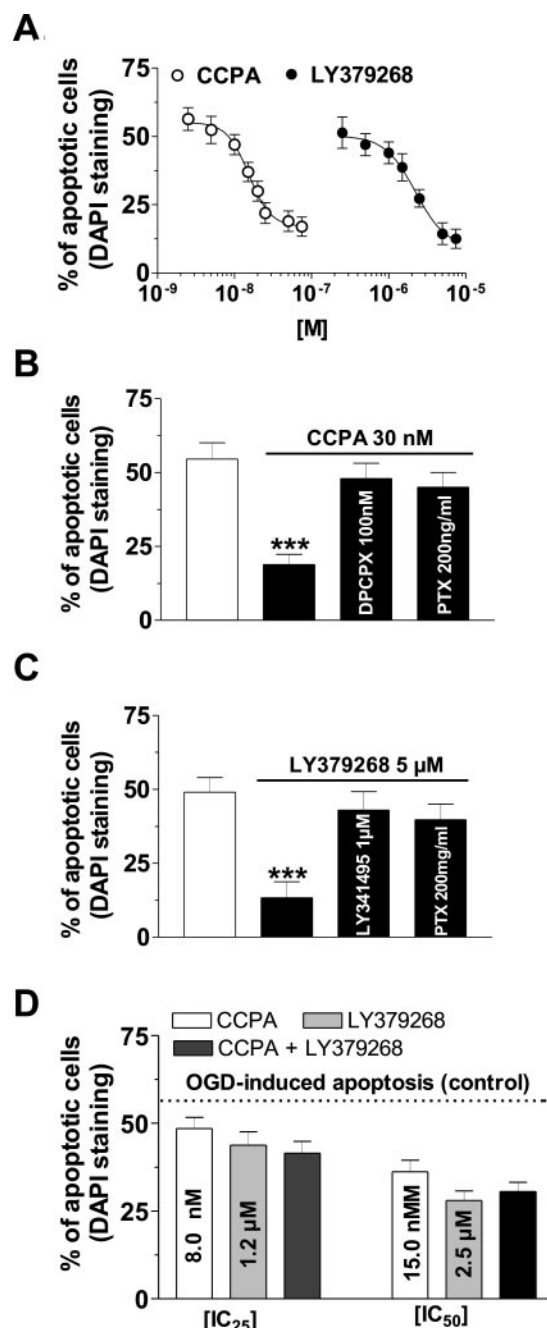 A.
CCPA LY379268
75
50
25
0
% of apoptotic cells
(DAPI staining)
10-9 10-8 10-7 10-6 10-5
[M]
B
75
50
25
0
% of apoptotic cells
(DAPI staining)
CCPA 30 nM
***
DPCPX 100nM
PTX 200ng/ml
C
75
50
25
0
% of apoptotic cells
(DAPI staining)
LY379268 5 µM
***
LY341495 1µM
PTX 200mg/ml
D
CCPA LY379268
CCPA + LY379268
75
50
25
0
% of apoptotic cells
(DAPI staining)
OGD-induced apoptosis (control)
8.0 nM
1.2 µM
15.0 nMM
2.5 µM
[IC25] [IC50]